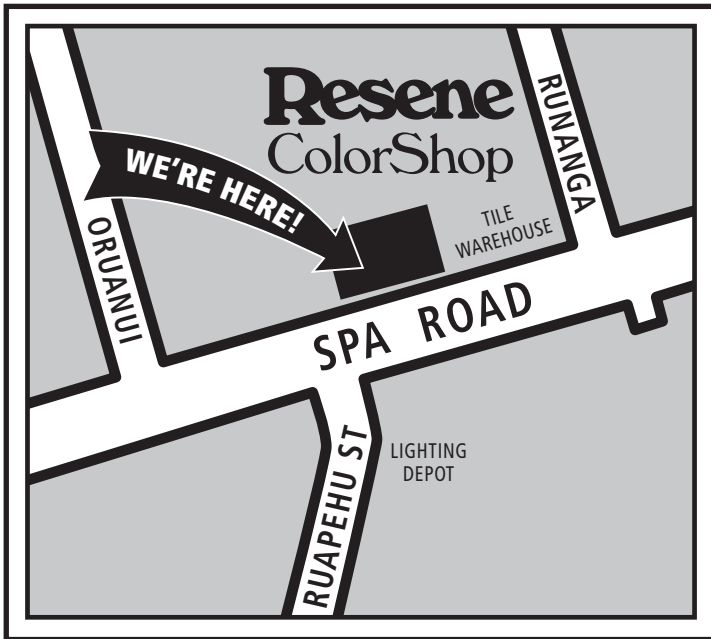 Resene
ColorShop
RUNANGA
WE'RE HERE!
TILE
WAREHOUSE
ORUANUI
SPA ROAD
LIGHTING
DEPOT
RUAPEHU ST